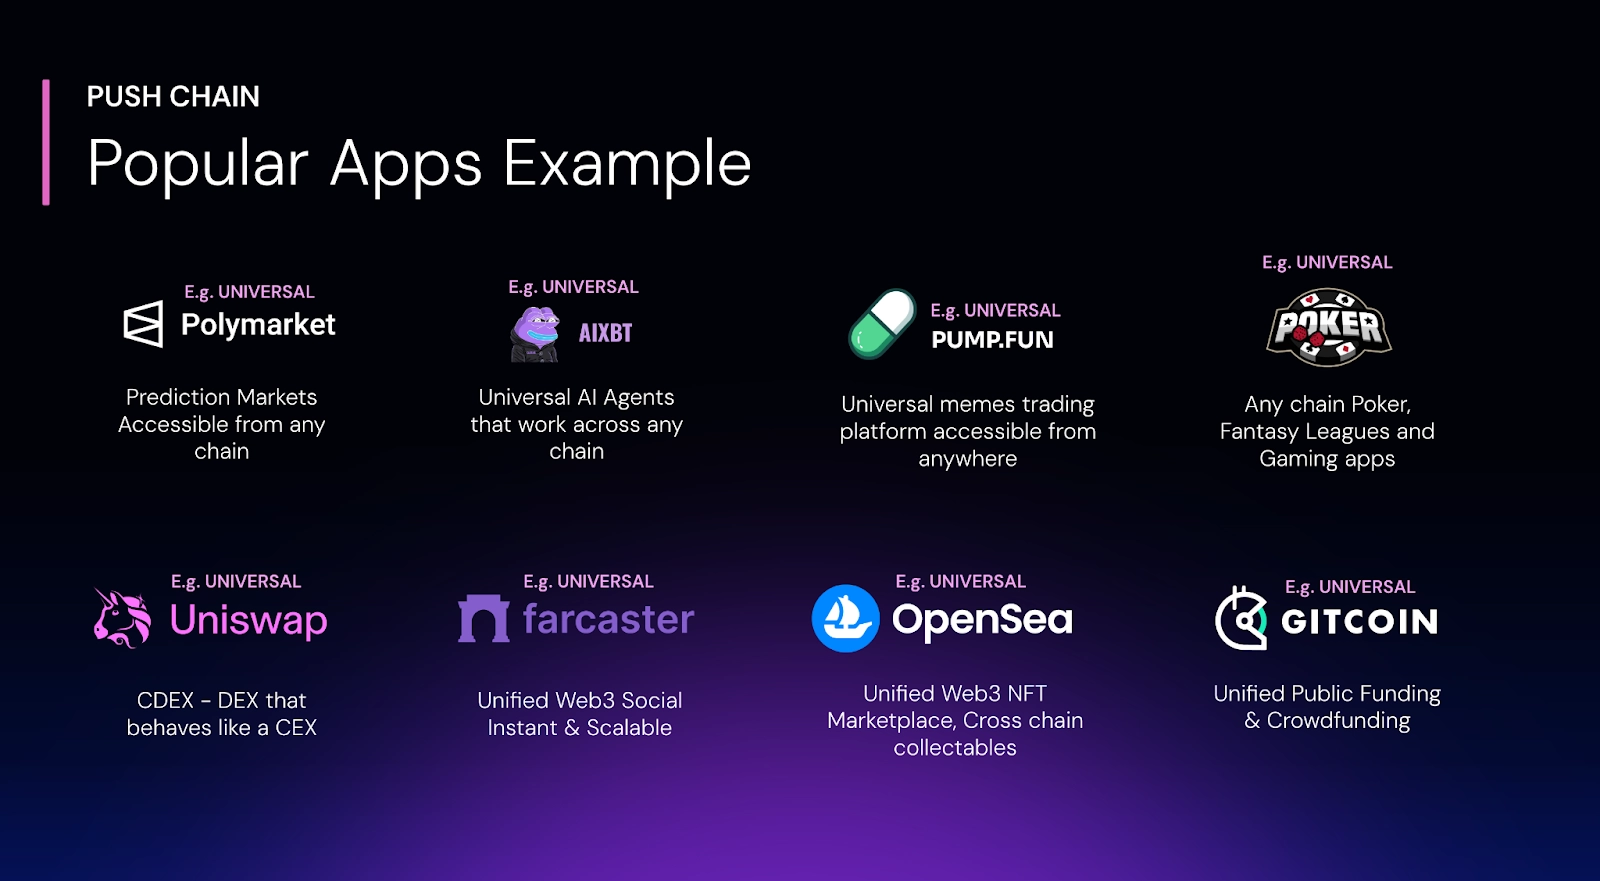 PUSH CHAIN
Popular Apps Example
E.g. UNIVERSAL
Polymarket
Prediction Markets
Accessible from any
chain
E.g. UNIVERSAL
AIXBT
Universal AI Agents
that work across any
chain
E.g. UNIVERSAL
PUMP.FUN
Universal memes trading
platform accessible from
anywhere
E.g. UNIVERSAL
POKER
Any chain Poker,
Fantasy Leagues and
Gaming apps
E.g. UNIVERSAL
Uniswap
CDEX - DEX that
behaves like a CEX
E.g. UNIVERSAL
farcaster
Unified Web3 Social
Instant & Scalable
E.g. UNIVERSAL
OpenSea
Unified Web3 NFT
Marketplace, Cross chain
collectables
E.g. UNIVERSAL
GITCOIN
Unified Public Funding
& Crowdfunding